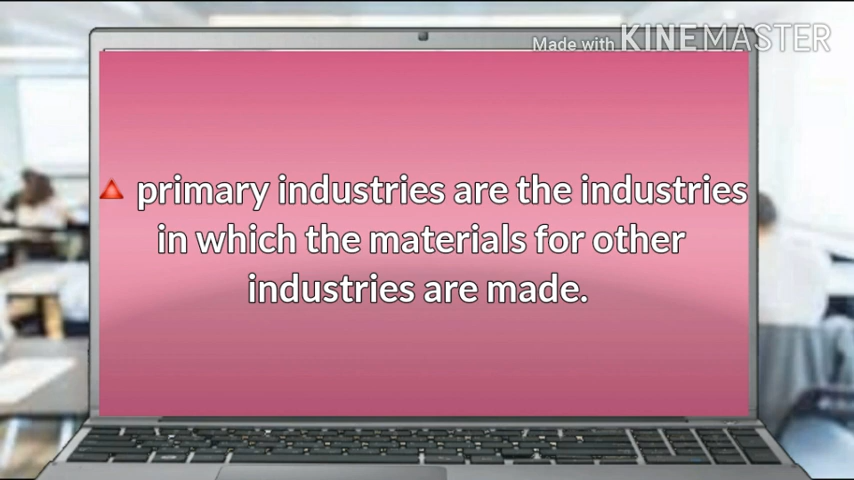 Made with KINEMASTER
🔺 primary industries are the industries
in which the materials for other
industries are made.